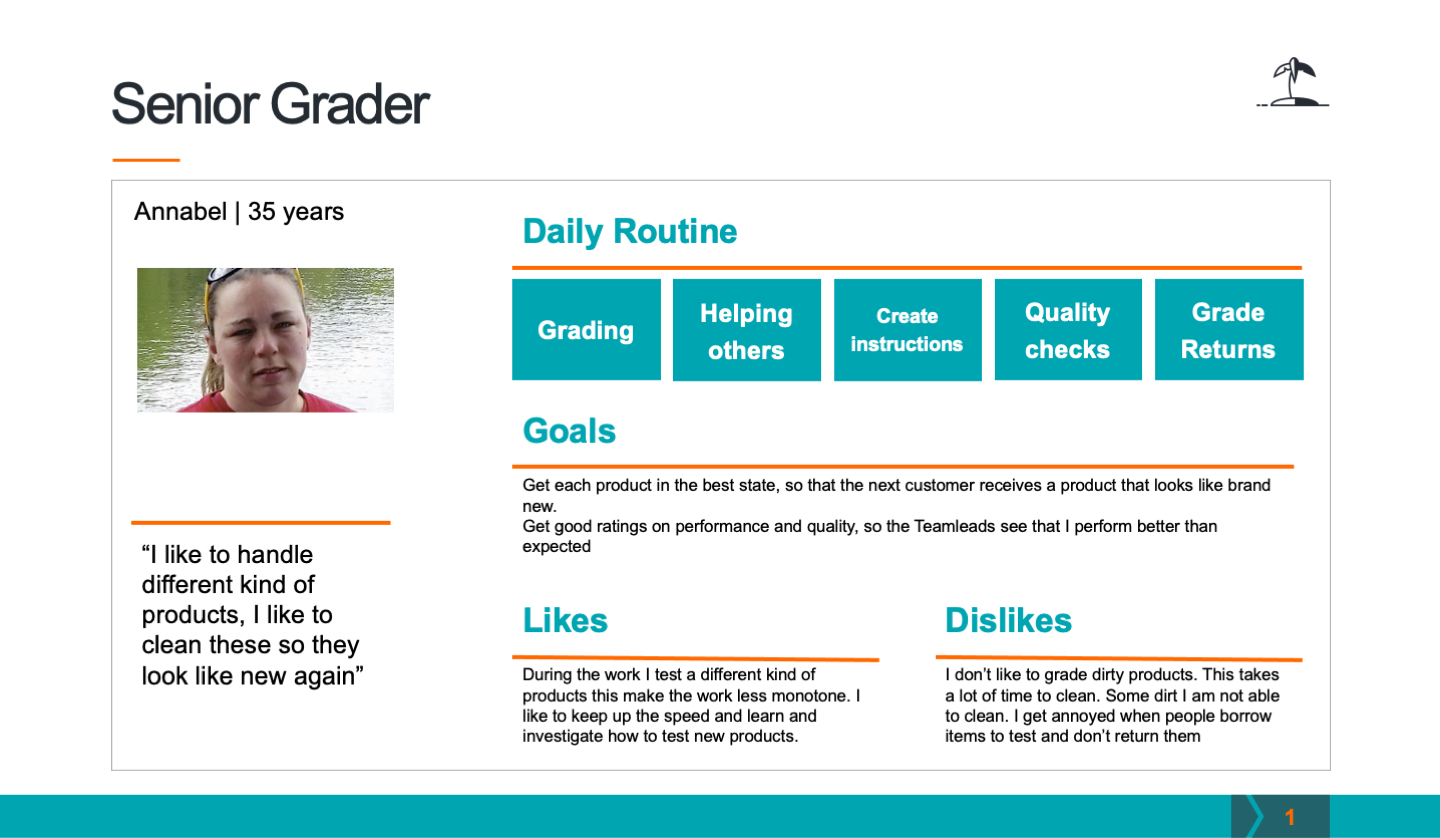 Senior Grader
Annabel | 35 years
“I like to handle
different kind of
products, I like to
clean these so they
look like new again”
Daily Routine
Grading
Helping
others
Create
instructions
Quality
checks
Grade
Returns
Goals
Get each product in the best state, so that the next customer receives a product that looks like brand
new.
Get good ratings on performance and quality, so the Teamleads see that I perform better than
expected
Likes
During the work I test a different kind of
products this make the work less monotone. I
like to keep up the speed and learn and
investigate how to test new products.
Dislikes
I don’t like to grade dirty products. This takes
a lot of time to clean. Some dirt I am not able
to clean. I get annoyed when people borrow
items to test and don’t return them
1